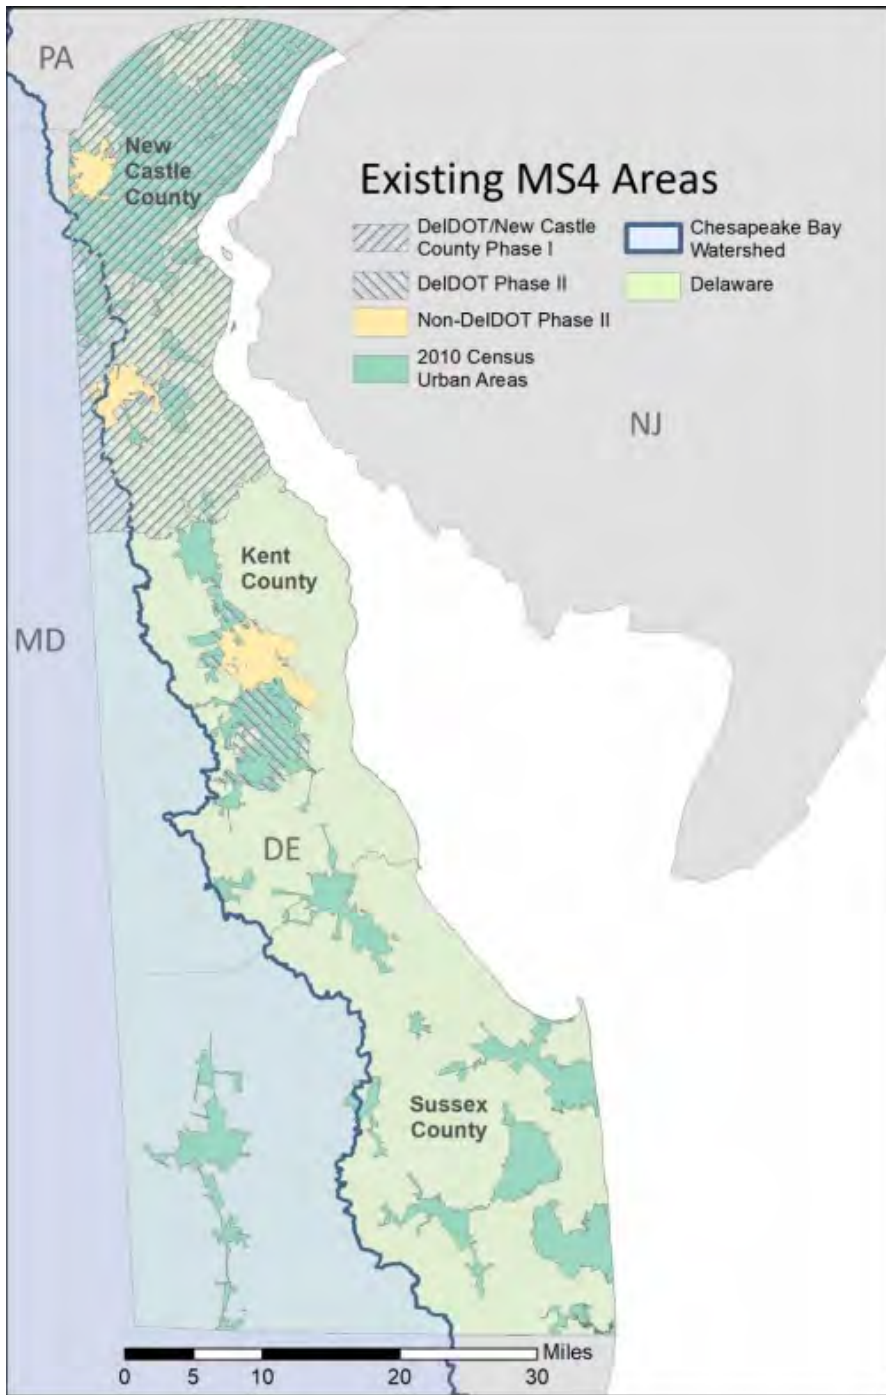 PA
New
Castle
County
Existing MS4 Areas
DelDOT/New Castle
County Phase I
DelDOT Phase II
Non-DelDOT Phase II
2010 Census
Urban Areas
Chesapeake Bay
Watershed
Delaware
NJ
Kent
County
MD
DE
Sussex
County
Miles
0 5 10 20 30